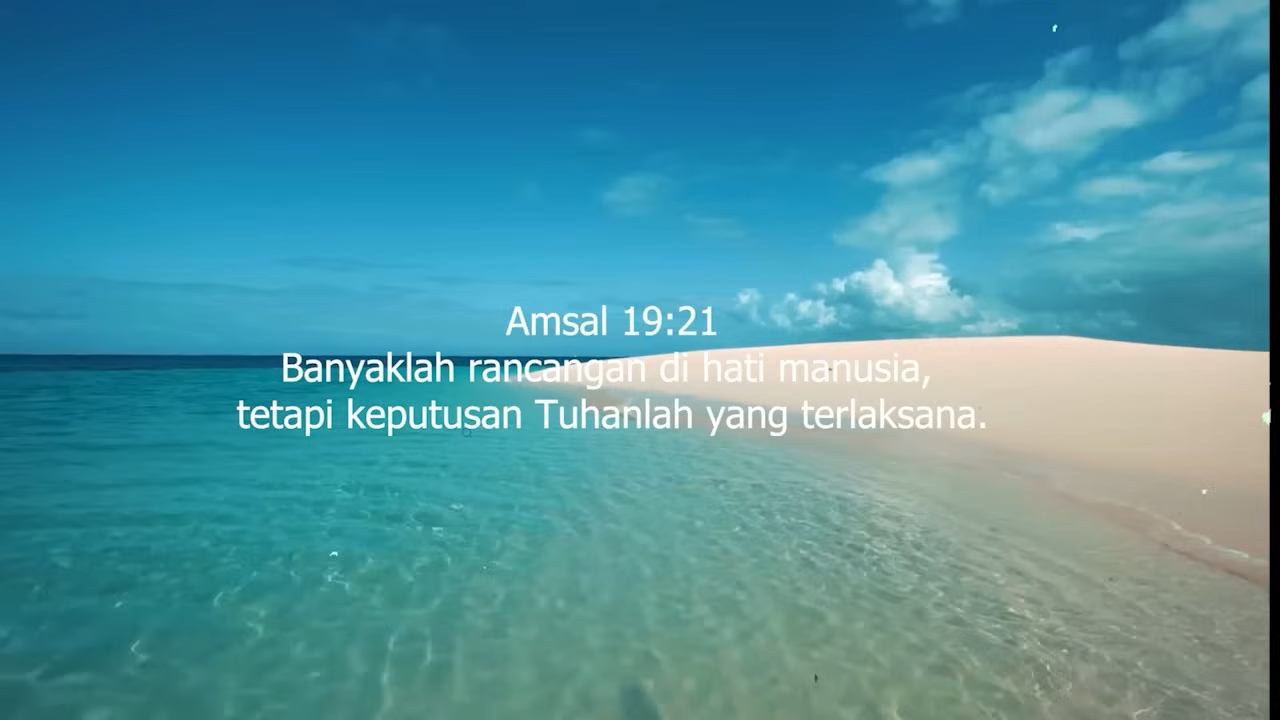 Amsal 19:21
Banyaklah rancangan di hati manusia,
tetapi keputusan Tuhanlah yang terlaksana.